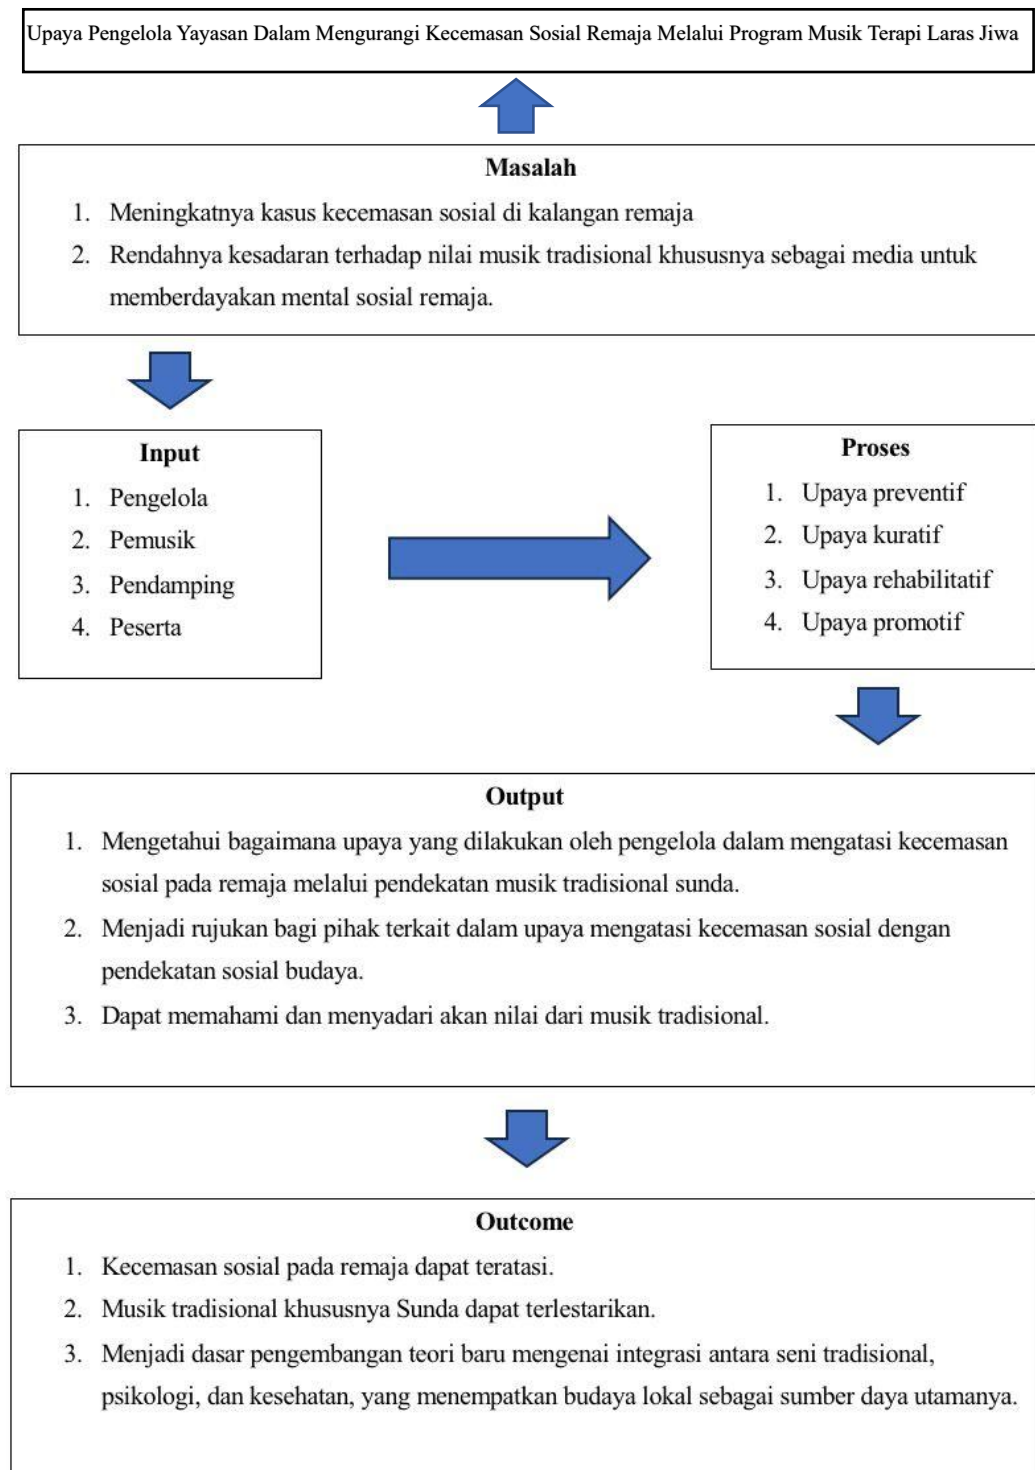 Upaya Pengelola Yayasan Dalam Mengurangi Kecemasan Sosial Remaja Melalui Program Musik Terapi Laras Jiwa
Masalah
1. Meningkatnya kasus kecemasan sosial di kalangan remaja
2. Rendahnya kesadaran terhadap nilai musik tradisional khususnya sebagai media untuk
memberdayakan mental sosial remaja.
Input
1. Pengelola
2. Pemusik
3. Pendamping
4. Peserta
Proses
1. Upaya preventif
2. Upaya kuratif
3. Upaya rehabilitatif
4. Upaya promotif
Output
1. Mengetahui bagaimana upaya yang dilakukan oleh pengelola dalam mengatasi kecemasan
sosial pada remaja melalui pendekatan musik tradisional sunda.
2. Menjadi rujukan bagi pihak terkait dalam upaya mengatasi kecemasan sosial dengan
pendekatan sosial budaya.
3. Dapat memahami dan menyadari akan nilai dari musik tradisional.
Outcome
1. Kecemasan sosial pada remaja dapat teratasi.
2. Musik tradisional khususnya Sunda dapat terlestarikan.
3. Menjadi dasar pengembangan teori baru mengenai integrasi antara seni tradisional,
psikologi, dan kesehatan, yang menempatkan budaya lokal sebagai sumber daya utamanya.